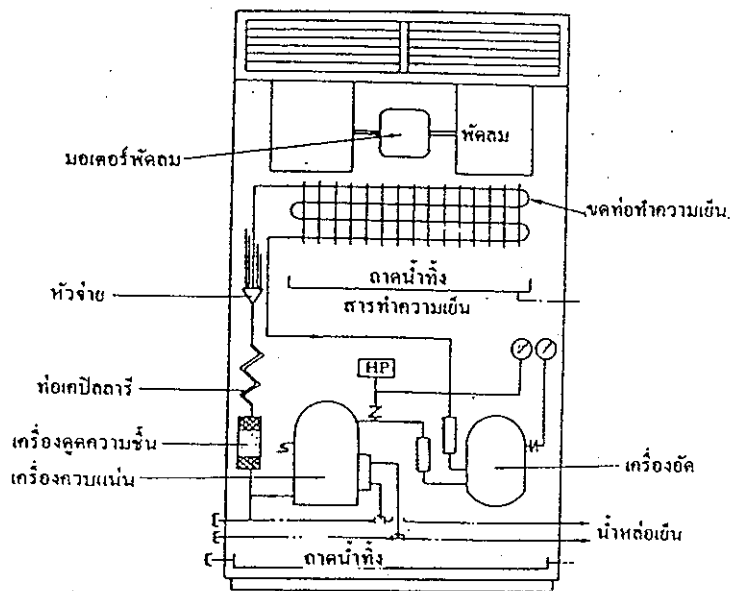 มอเตอร์พัดลม
พัดลม
ขดท่อทำความเย็น
ถาดน้ำทิ้ง
สารทำความเย็น
หัวจ่าย
HP
ท่อเคปิลลารี
เครื่องดูดความชื้น
เครื่องควบแน่น
เครื่องอัด
น้ำหล่อเย็น
ถาดน้ำทิ้ง